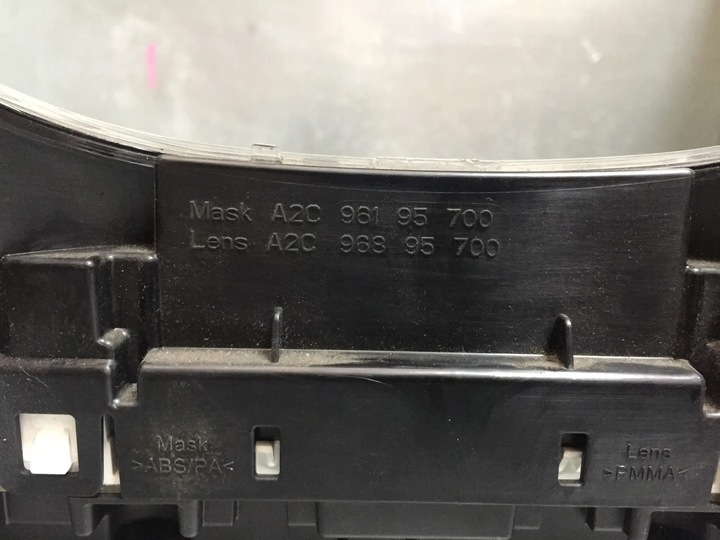 Mask A2C 961 95 700
Lens A2C 968 95 700
Mask
>ABS/PA<
Lens
>PMMA<